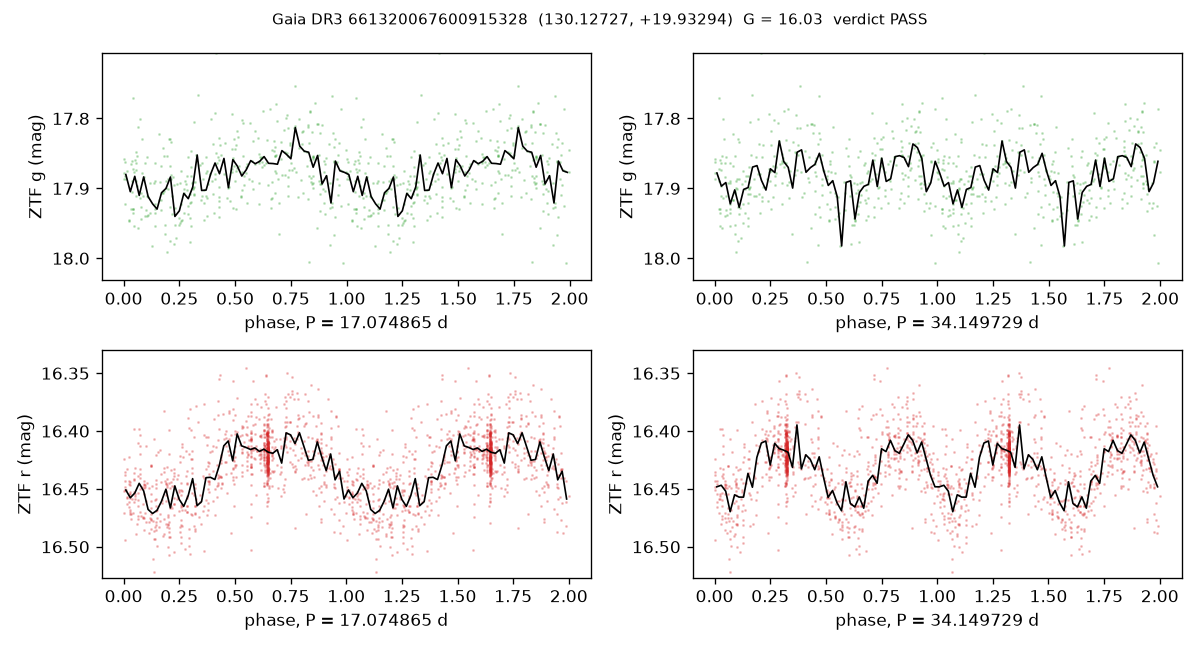 Gaia DR3 661320067600915328  (130.12727, +19.93294)  G = 16.03  verdict PASS
ZTF g (mag)
17.8
17.9
18.0
0.00 0.25 0.50 0.75 1.00 1.25 1.50 1.75 2.00
phase, P = 17.074865 d
ZTF g (mag)
17.8
17.9
18.0
0.00 0.25 0.50 0.75 1.00 1.25 1.50 1.75 2.00
phase, P = 34.149729 d
ZTF r (mag)
16.35
16.40
16.45
16.50
0.00 0.25 0.50 0.75 1.00 1.25 1.50 1.75 2.00
phase, P = 17.074865 d
ZTF r (mag)
16.35
16.40
16.45
16.50
0.00 0.25 0.50 0.75 1.00 1.25 1.50 1.75 2.00
phase, P = 34.149729 d